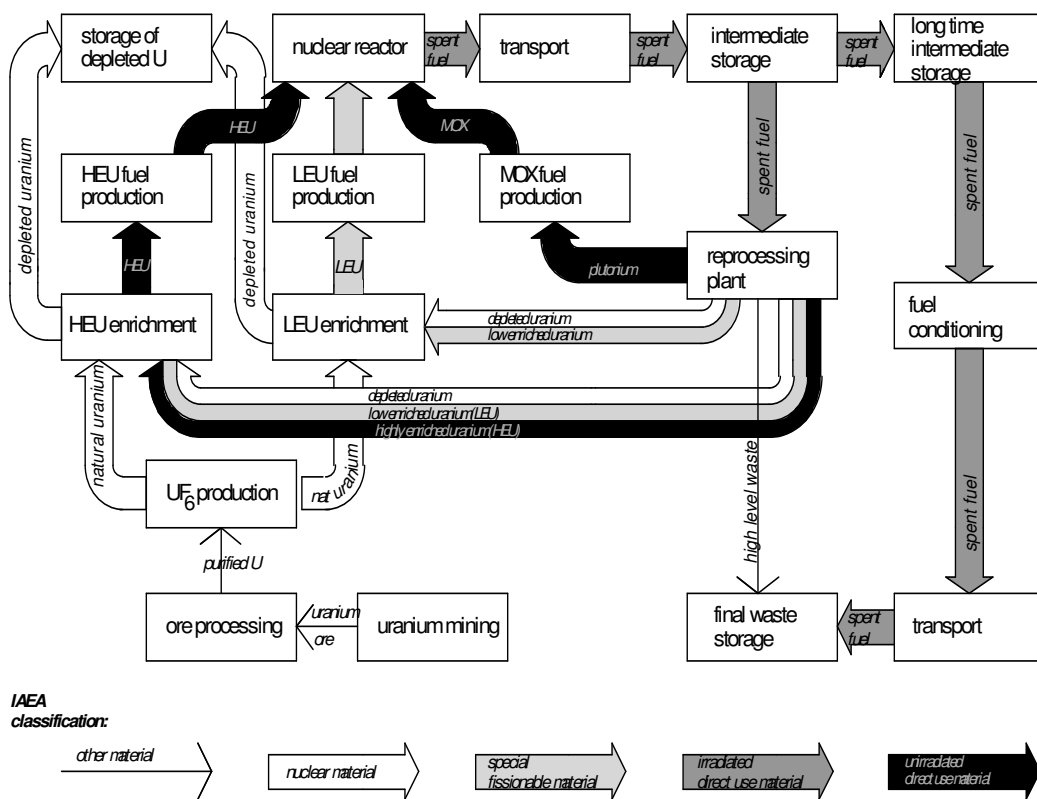 storage of
depleted U
nuclear reactor
spent
fuel
transport
spent
fuel
intermediate
storage
spent
fuel
long time
intermediate
storage
HEU
MOX
depleted uranium
HEU fuel
production
depleted uranium
LEU fuel
production
MOX fuel
production
spent fuel
spent fuel
HEU
LEU
plutonium
reprocessing
plant
HEU enrichment
LEU enrichment
depleted uranium
low enriched uranium
fuel
conditioning
natural uranium
depleted uranium
low enriched uranium (LEU)
highly enriched uranium (HEU)
UF6 production
nat uranium
high level waste
spent fuel
purified U
ore processing
uranium
ore
uranium mining
final waste
storage
spent
fuel
transport
IAEA
classification:
other material
nuclear material
special
fissionable material
irradiated
direct use material
unirradiated
direct use material